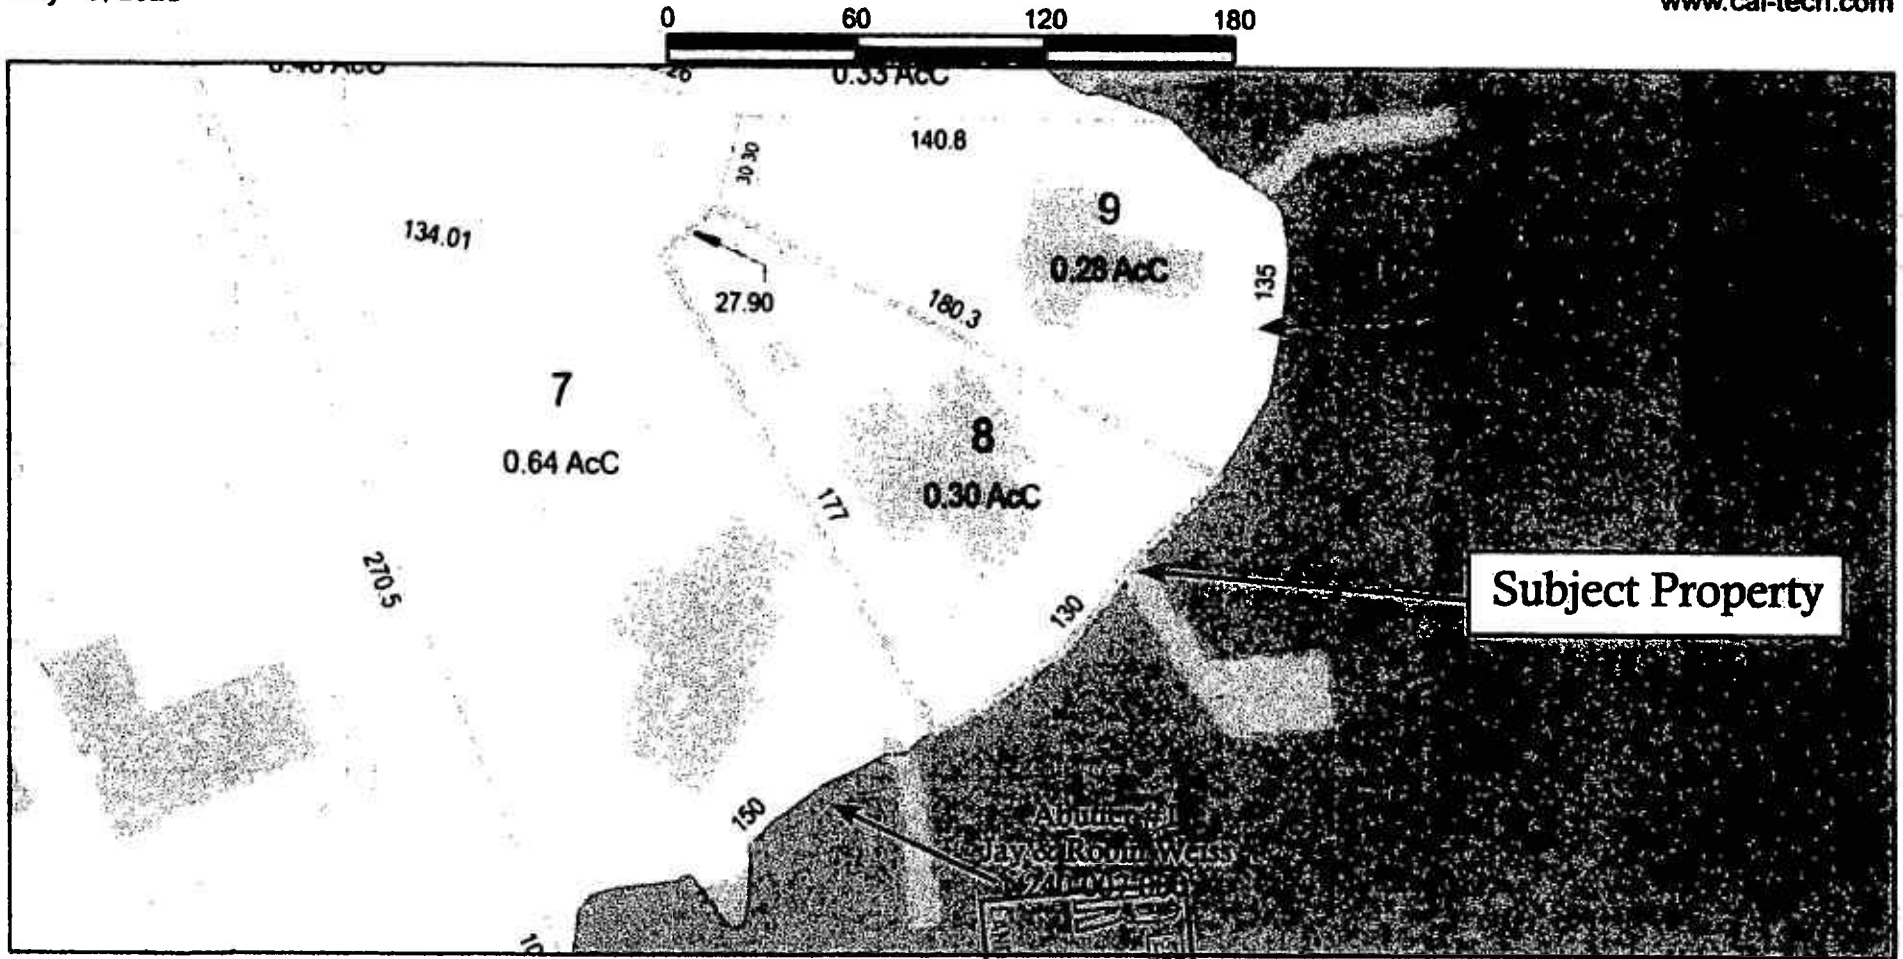 www.cai-tech.com
0 60 120 180
0.33 AcC
140.8
30 30
9
134.01
0.28 AcC
135
27.90
180.3
7
8
0.64 AcC
0.30 AcC
177
270.5
Subject Property
130
150
Abutter #1
Jay & Robin Weiss